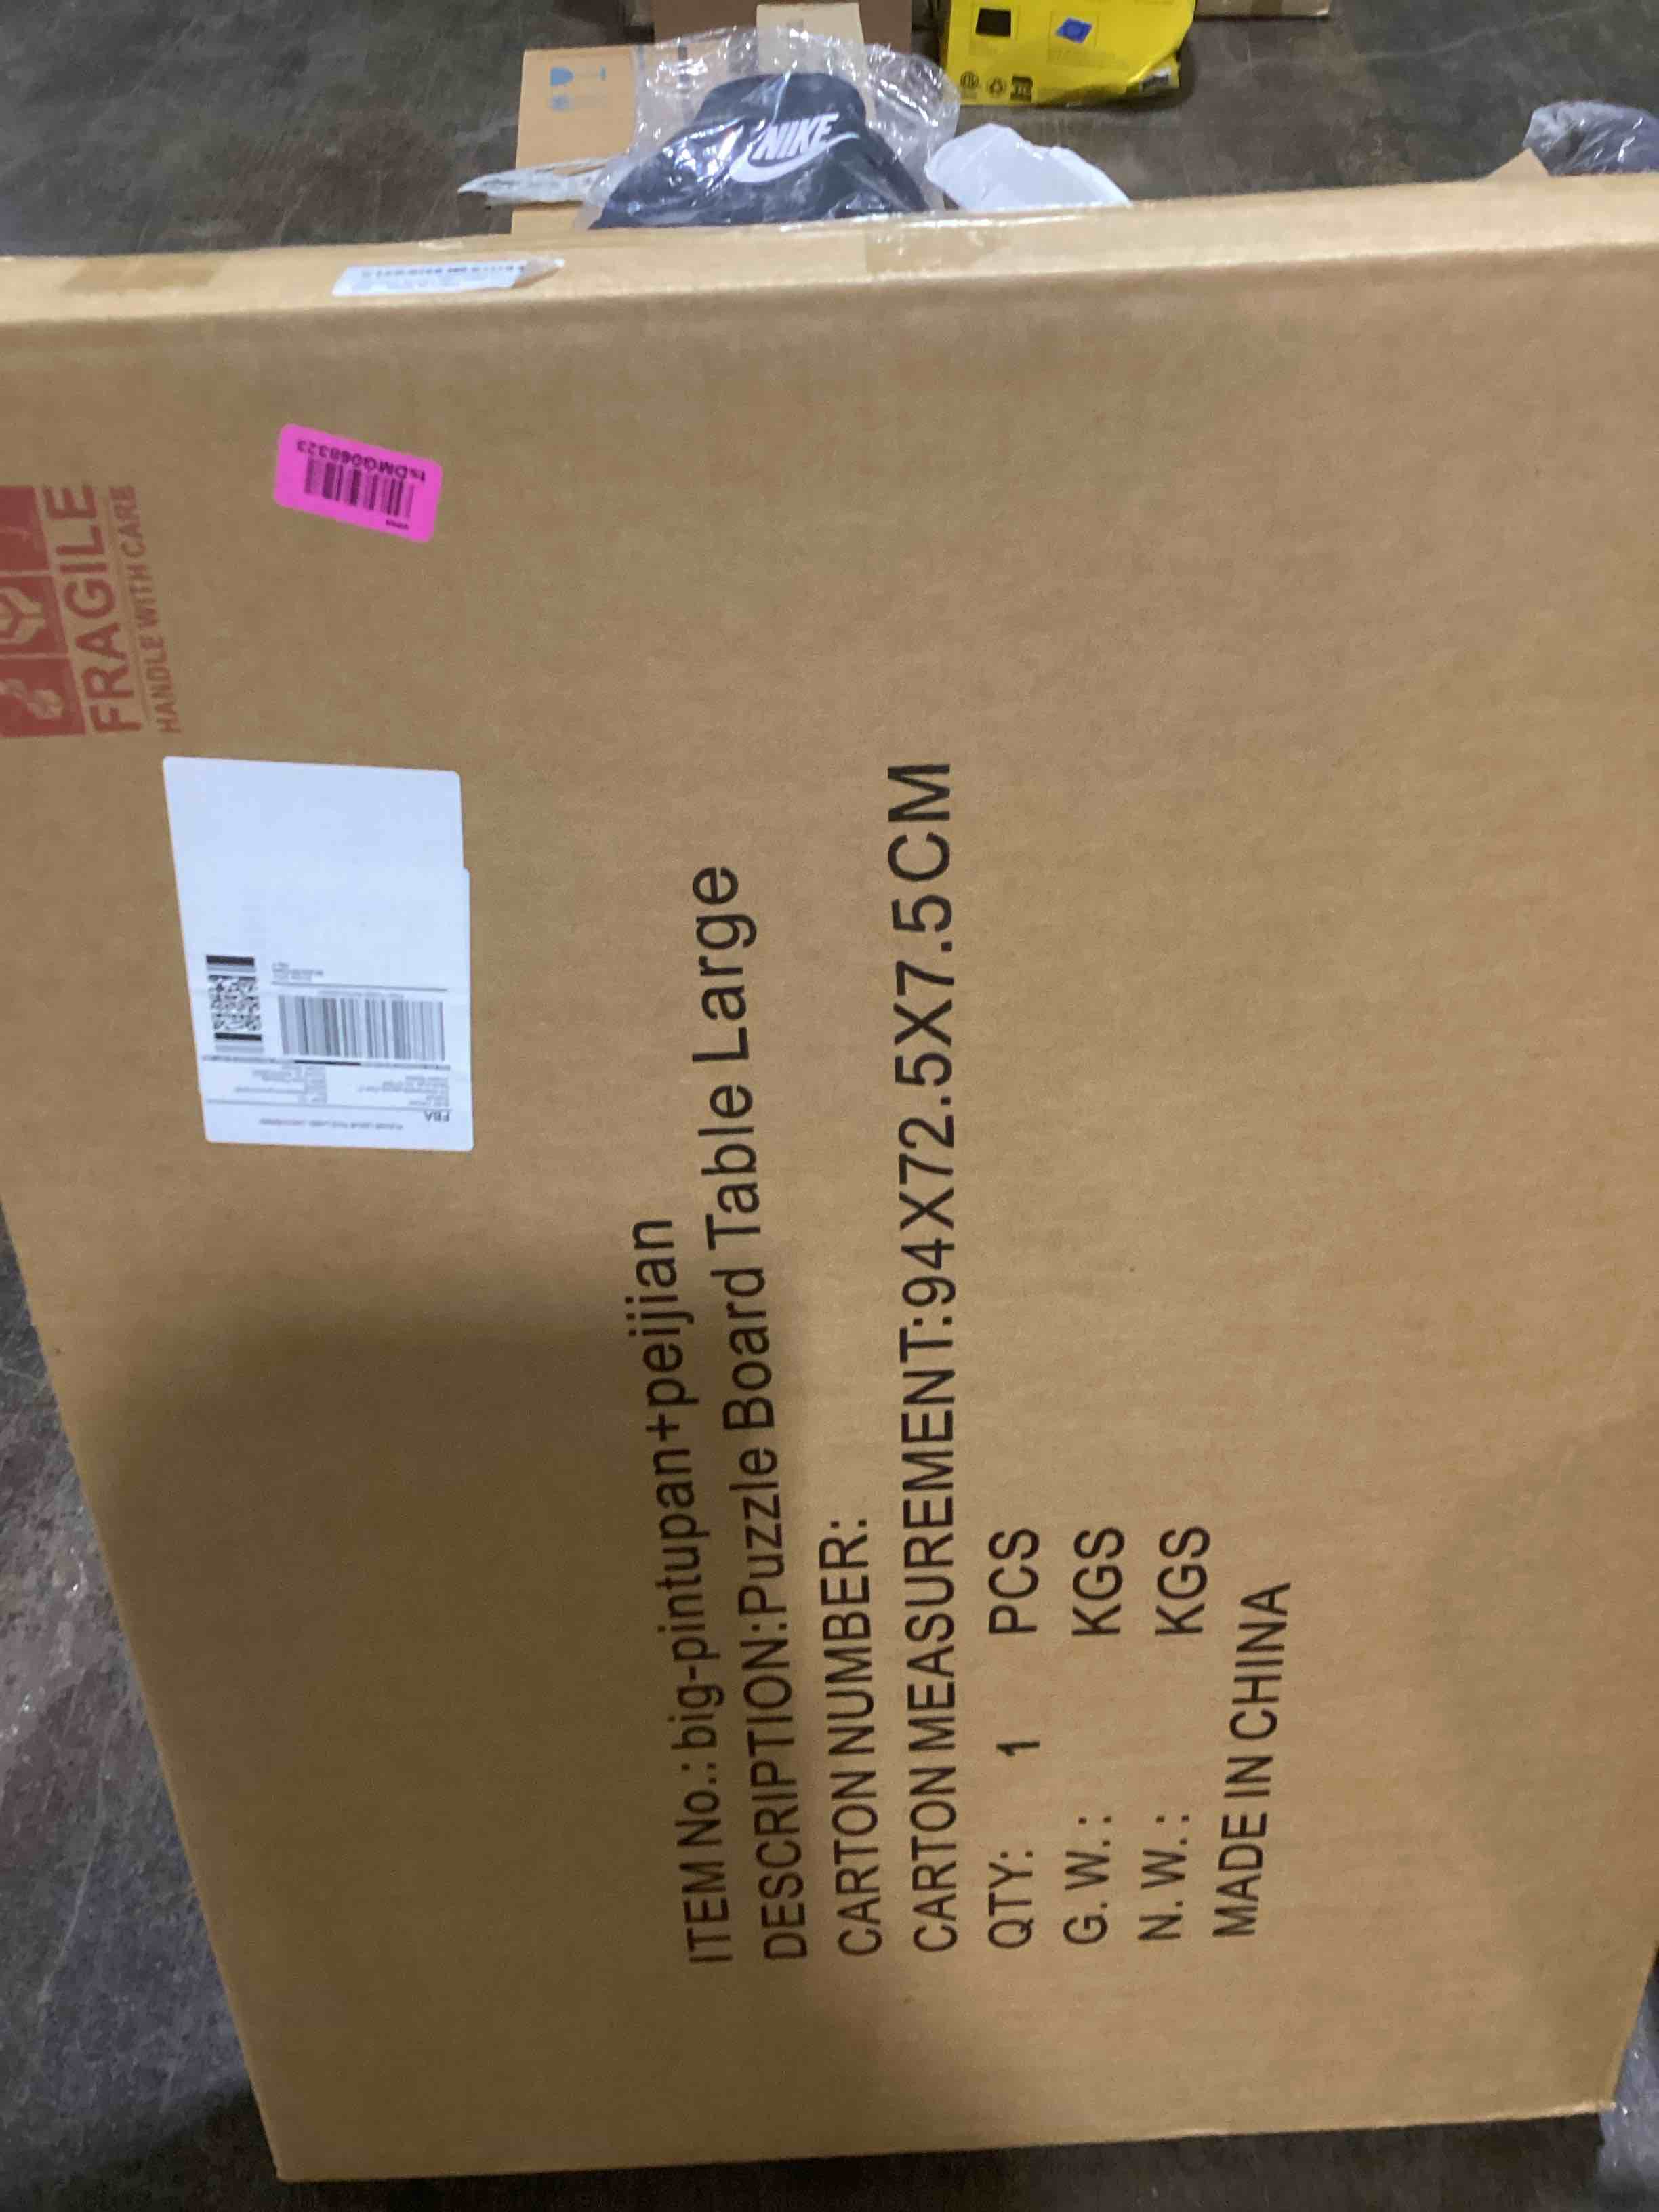 NIKE
tsDMG068323
FRAGILE
HANDLE WITH CARE
FBA
ITEM No.: big-pintupan+peijian
DESCRIPTION:Puzzle Board Table Large
CARTON NUMBER:
CARTON MEASUREMENT:94X72.5X7.5CM
QTY: 1 PCS
G.W.: KGS
N.W.: KGS
MADE IN CHINA